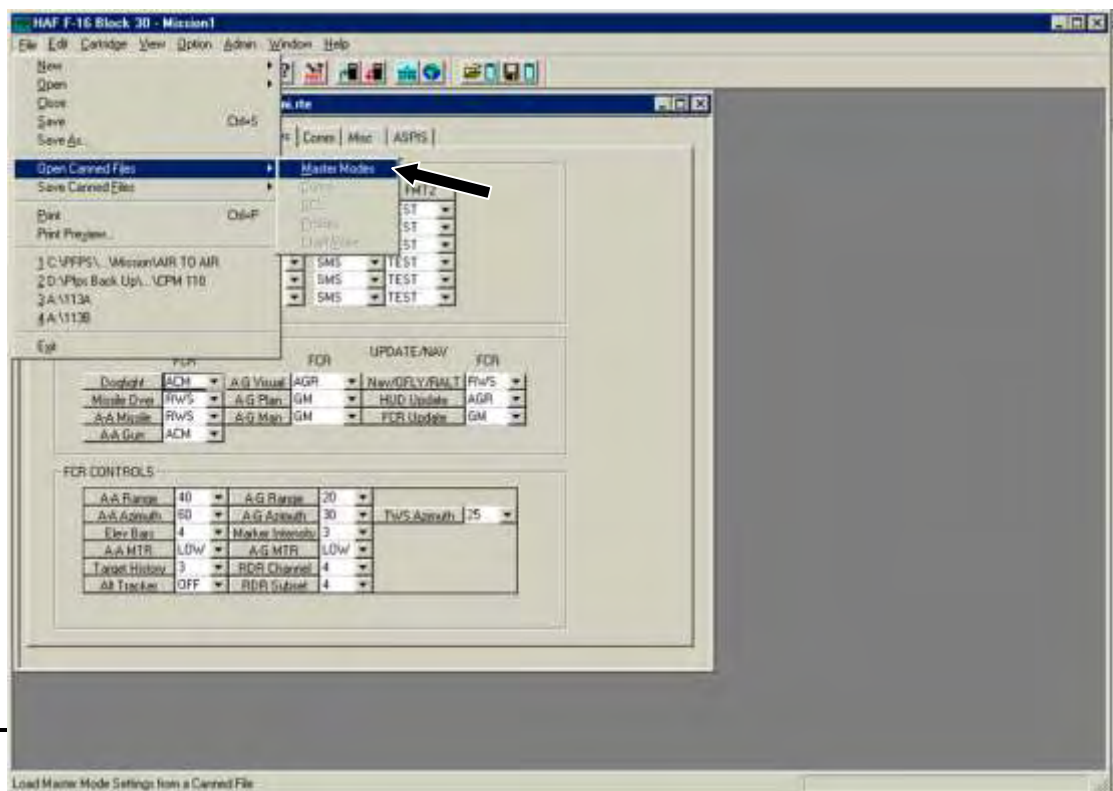 HAF F-16 Block 30 - Mission1
File Edit Cartridge View Option Admin Window Help
New
Open
Close
Save Ctrl+S
Save As..
Open Canned Files
Save Canned Files
Print Ctrl+P
Print Preview...
1 C:\PFPS\...\Mission\AIR TO AIR
2 D:\Pfps Back Up\...\CPM 110
3 A:\113A
4 A:\113B
Exit
Master Modes
ni.rte
Comm Misc ASPIS
FMT2
ST
ST
ST
SMS TEST
SMS TEST
SMS TEST
UPDATE/NAV
FCR FCR FCR
Dogfight ACM A-G Visual AGR Nav/OFLY/RALT RWS
Missile Over RWS A-G Plan GM HUD Update AGR
A-A Missile RWS A-G Man GM FCR Update GM
A-A Gun ACM
FCR CONTROLS
A-A Range 40 A-G Range 20
A-A Azimuth 60 A-G Azimuth 30 TWS Azimuth 25
Elev Bars 4 Marker Intensity 3
A-A MTR LOW A-G MTR LOW
Target History 3 RDR Channel 4
Alt Tracker OFF RDR Subset 4
Load Master Mode Settings from a Canned File